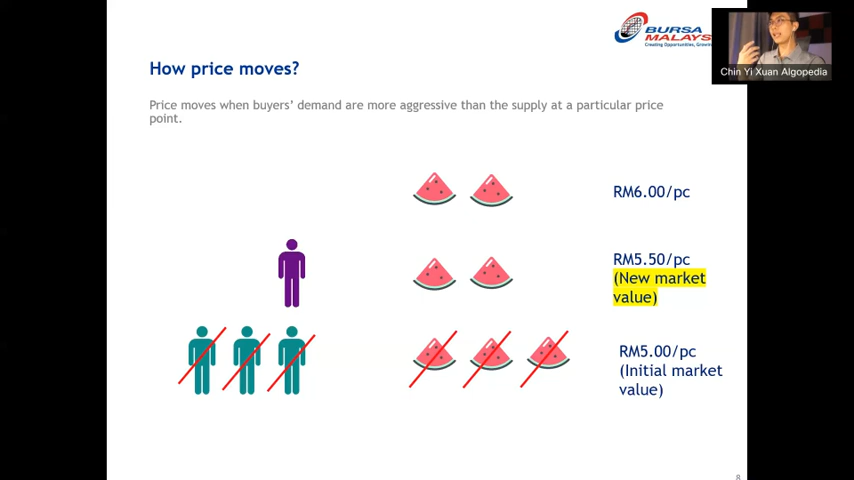 BURSA
MALAYS
Creating Opportunities, Growin
Chin Yi Xuan Algopedia
How price moves?
Price moves when buyers' demand are more aggressive than the supply at a particular price
point.
RM6.00/pc
RM5.50/pc
(New market
value)
RM5.00/pc
(Initial market
value)
8